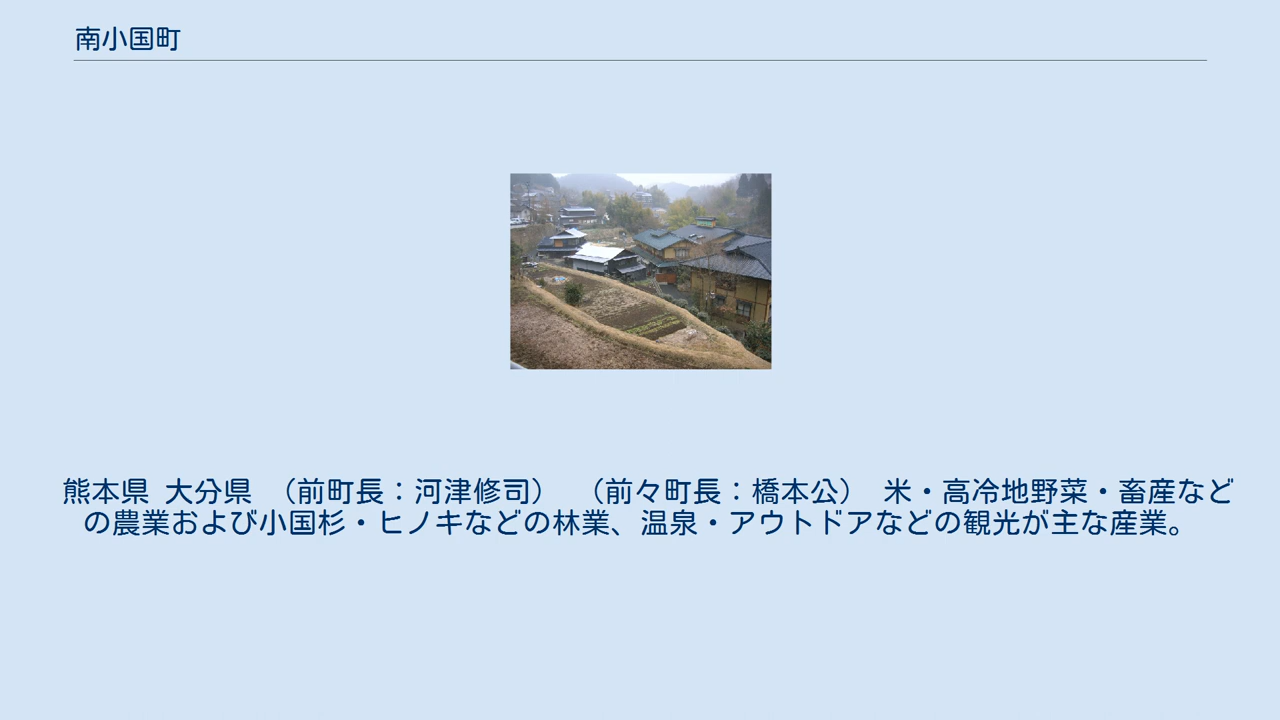 南小国町
熊本県 大分県 （前町長：河津修司） （前々町長：橋本公） 米・高冷地野菜・畜産など
の農業および小国杉・ヒノキなどの林業、温泉・アウトドアなどの観光が主な産業。